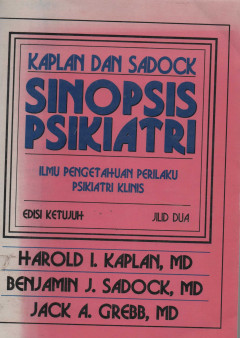 KAPLAN DAN SADOCK
SINOPSIS
PSIKIATRI
ILMU PENGETAHUAN PERILAKU
PSIKIATRI KLINIS
EDISI KETUJUH JILID DUA
HAROLD I. KAPLAN, MD
BENJAMIN J. SADOCK, MD
JACK A. GREBB, MD